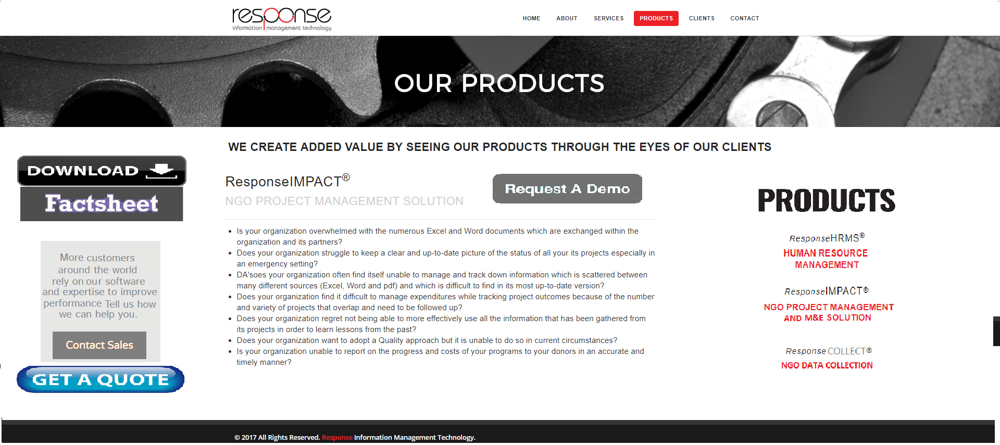 response
information management technology
HOME ABOUT SERVICES PRODUCTS CLIENTS CONTACT
OUR PRODUCTS
WE CREATE ADDED VALUE BY SEEING OUR PRODUCTS THROUGH THE EYES OF OUR CLIENTS
DOWNLOAD
Factsheet
More customers
around the world
rely on our software
and expertise to improve
performance Tell us how
we can help you.
Contact Sales
GET A QUOTE
ResponseIMPACT®
NGO PROJECT MANAGEMENT SOLUTION
Request A Demo
• Is your organization overwhelmed with the numerous Excel and Word documents which are exchanged within the
organization and its partners?
• Does your organization struggle to keep a clear and up-to-date picture of the status of all your its projects especially in
an emergency setting?
• DA'soes your organization often find itself unable to manage and track down information which is scattered between
many different sources (Excel, Word and pdf) and which is difficult to find in its most up-to-date version?
• Does your organization find it difficult to manage expenditures while tracking project outcomes because of the number
and variety of projects that overlap and need to be followed up?
• Does your organization regret not being able to more effectively use all the information that has been gathered from
its projects in order to learn lessons from the past?
• Does your organization want to adopt a Quality approach but it is unable to do so in current circumstances?
• Is your organization unable to report on the progress and costs of your programs to your donors in an accurate and
timely manner?
PRODUCTS
ResponseHRMS®
HUMAN RESOURCE
MANAGEMENT
ResponseIMPACT®
NGO PROJECT MANAGEMENT
AND M&E SOLUTION
Response COLLECT®
NGO DATA COLLECTION
© 2017 All Rights Reserved. Response Information Management Technology.